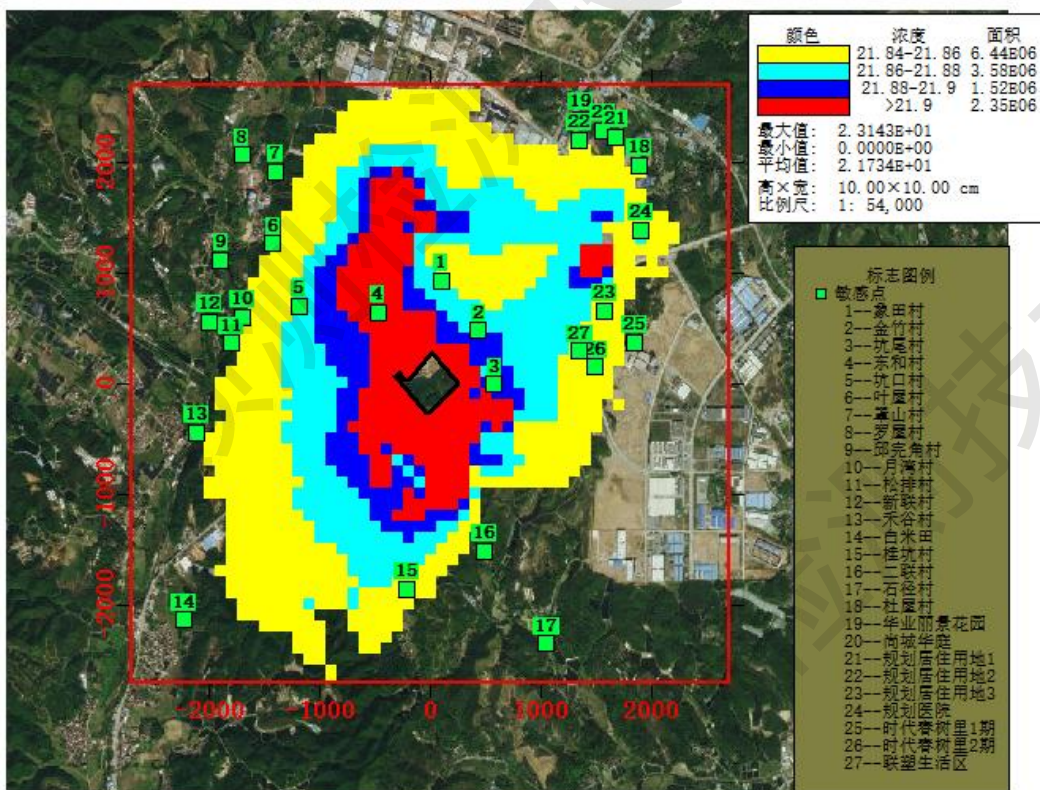 颜色 浓度 面积
21.84-21.86 6.44E06
21.86-21.88 3.58E06
21.88-21.9 1.52E06
>21.9 2.35E06
最大值: 2.3143E+01
最小值: 0.0000E+00
平均值: 2.1734E+01
高×宽: 10.00×10.00 cm
比例尺: 1: 54,000
标志图例
敏感点
1--象田村
2--金竹村
3--坑尾村
4--东和村
5--坑口村
6--叶屋村
7--覃山村
8--罗屋村
9--邱完角村
10--月湾村
11--松排村
12--新联村
13--禾谷村
14--白米田
15--桂坑村
16--二联村
17--石径村
18--杜屋村
19--华业丽景花园
20--尚城华庭
21--规划居住用地1
22--规划居住用地2
23--规划居住用地3
24--规划医院
25--时代春树里1期
26--时代春树里2期
27--联塑生活区
19
20 21
22
18
8
7
24
6
9
1
5
4
10
12
11
2
23
27
25
26
3
13
16
15
14
17
2000
1000
0
-1000
-2000
-2000 -1000 0 1000 2000